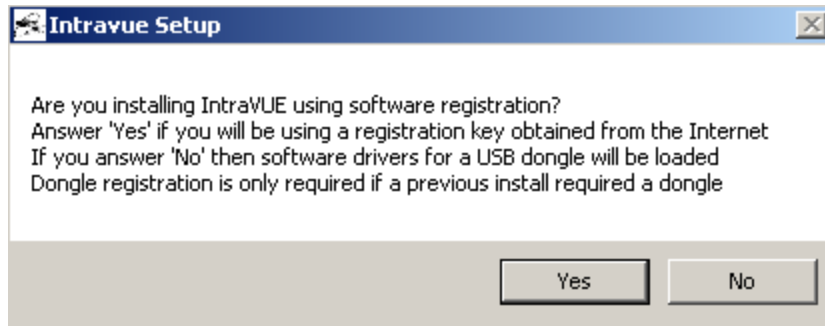 Intravue Setup
Are you installing IntraVUE using software registration?
Answer 'Yes' if you will be using a registration key obtained from the Internet
If you answer 'No' then software drivers for a USB dongle will be loaded
Dongle registration is only required if a previous install required a dongle
Yes No